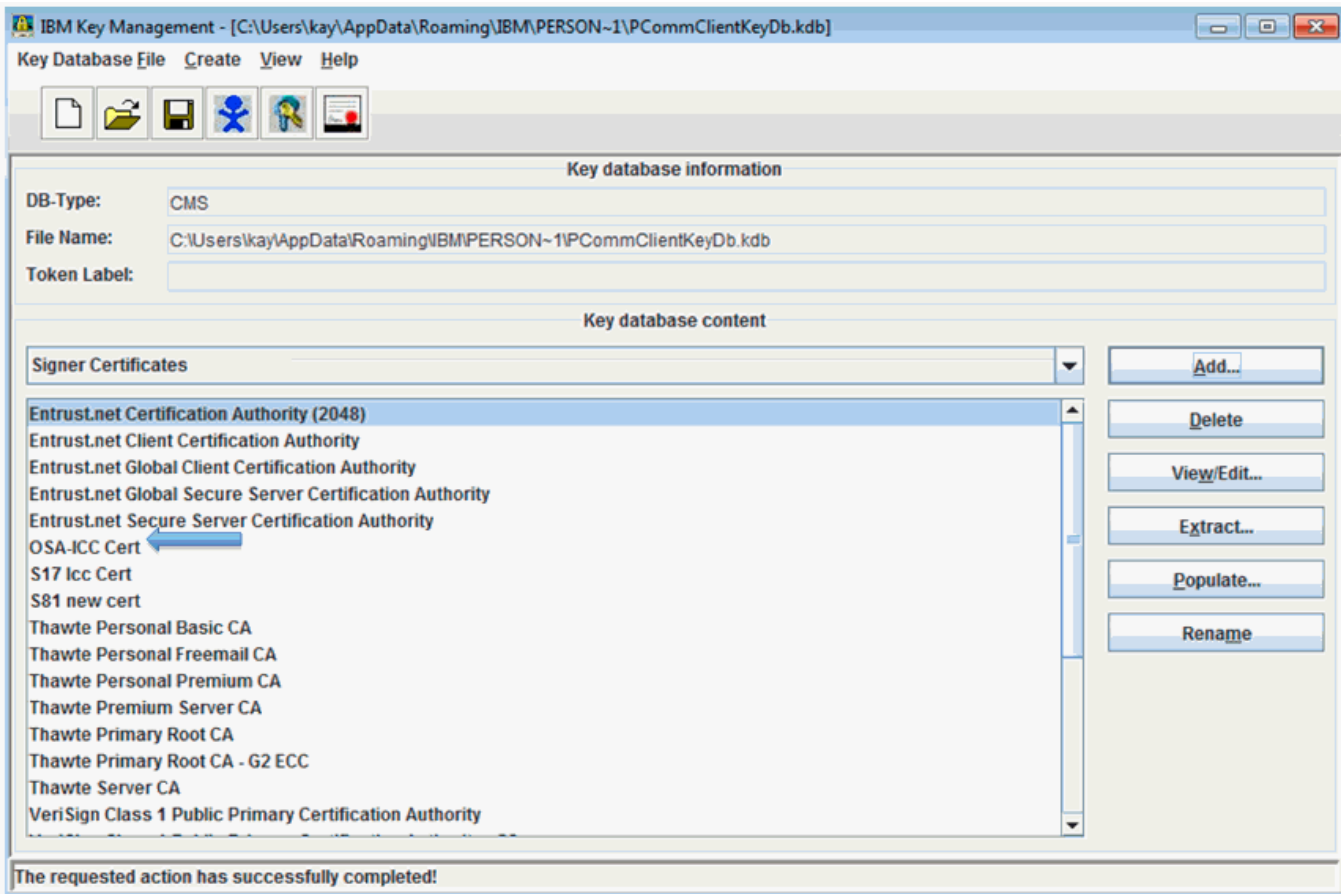 IBM Key Management - [C:\Users\kay\AppData\Roaming\IBM\PERSON~1\PCommClientKeyDb.kdb]
Key Database File Create View Help
Key database information
DB-Type: CMS
File Name: C:\Users\kay\AppData\Roaming\IBM\PERSON~1\PCommClientKeyDb.kdb
Token Label:
Key database content
Signer Certificates
Add...
Entrust.net Certification Authority (2048)
Delete
Entrust.net Client Certification Authority
Entrust.net Global Client Certification Authority
View/Edit...
Entrust.net Global Secure Server Certification Authority
Entrust.net Secure Server Certification Authority
Extract...
OSA-ICC Cert
S17 Icc Cert
Populate...
S81 new cert
Thawte Personal Basic CA
Rename
Thawte Personal Freemail CA
Thawte Personal Premium CA
Thawte Premium Server CA
Thawte Primary Root CA
Thawte Primary Root CA - G2 ECC
Thawte Server CA
VeriSign Class 1 Public Primary Certification Authority
The requested action has successfully completed!